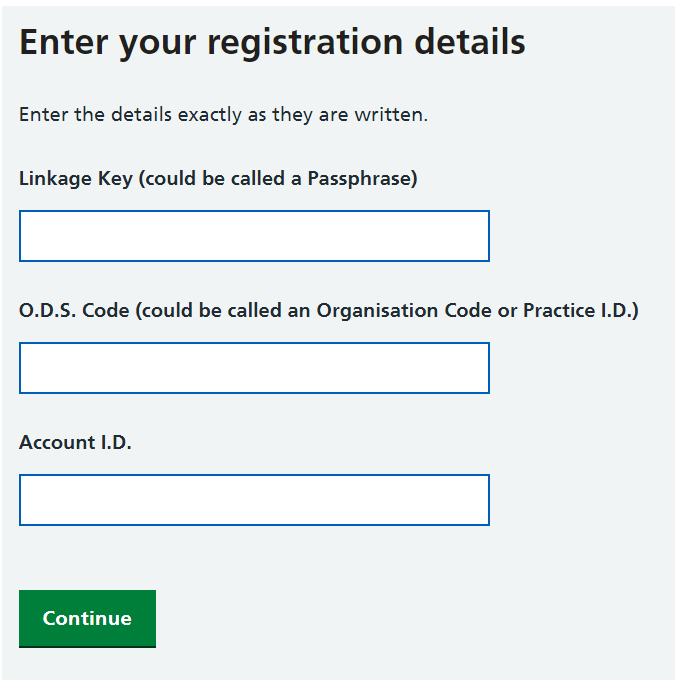 Enter your registration details
Enter the details exactly as they are written.
Linkage Key (could be called a Passphrase)
O.D.S. Code (could be called an Organisation Code or Practice I.D.)
Account I.D.
Continue